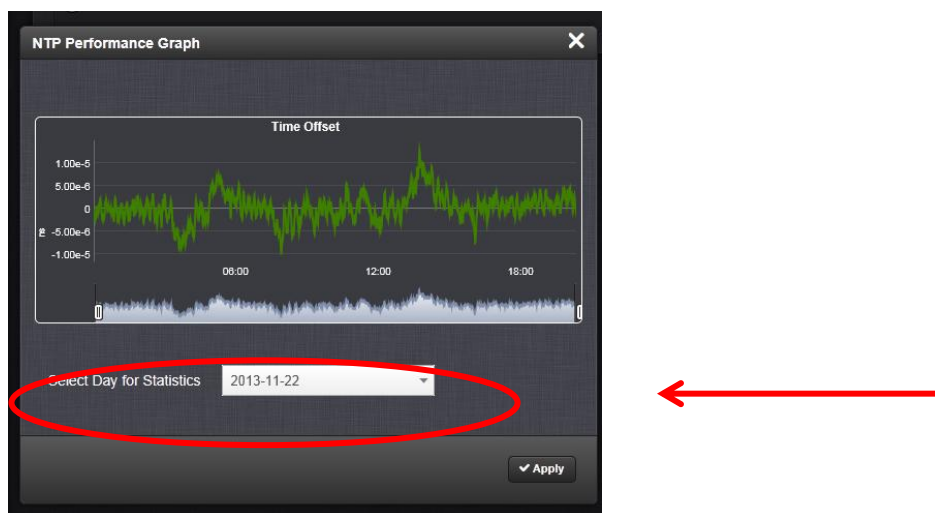 NTP Performance Graph
Time Offset
1.00e-5
5.00e-6
0
-5.00e-6
-1.00e-5
ns
06:00 12:00 18:00
Select Day for Statistics 2013-11-22
Apply